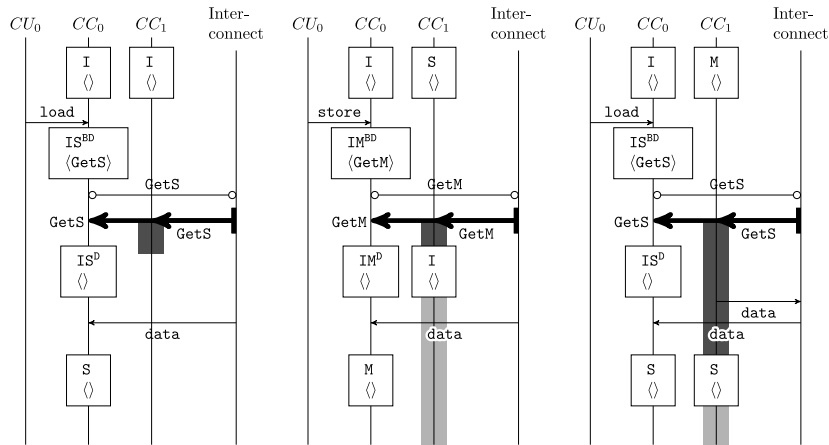 CU0 CC0 CC1 Inter-
connect
I I
⟨⟩ ⟨⟩
load
IS^BD
⟨GetS⟩
GetS
GetS
GetS
IS^D
⟨⟩
data
S
⟨⟩
CU0 CC0 CC1 Inter-
connect
I S
⟨⟩ ⟨⟩
store
IM^BD
⟨GetM⟩
GetM
GetM
GetM
IM^D I
⟨⟩ ⟨⟩
data
M
⟨⟩
CU0 CC0 CC1 Inter-
connect
I M
⟨⟩ ⟨⟩
load
IS^BD
⟨GetS⟩
GetS
GetS
GetS
IS^D
⟨⟩
data
data
S S
⟨⟩ ⟨⟩